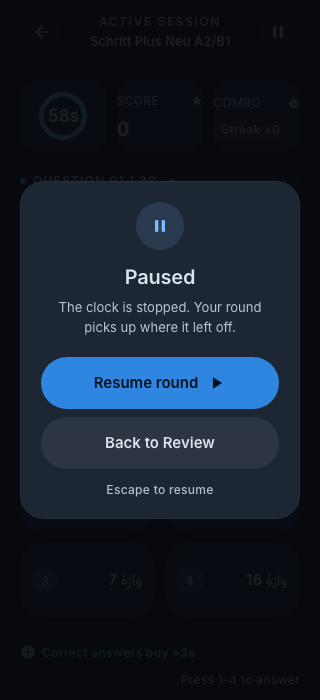 ACTIVE SESSION
Schritt Plus Neu A2/B1
58s
SCORE
0
COMBO
Streak ×0
QUESTION 01 / 30
Paused
The clock is stopped. Your round
picks up where it left off.
Resume round
Back to Review
Escape to resume
3
واژهٔ 7
4
واژهٔ 16
Correct answers buy +3s
Press 1–4 to answer